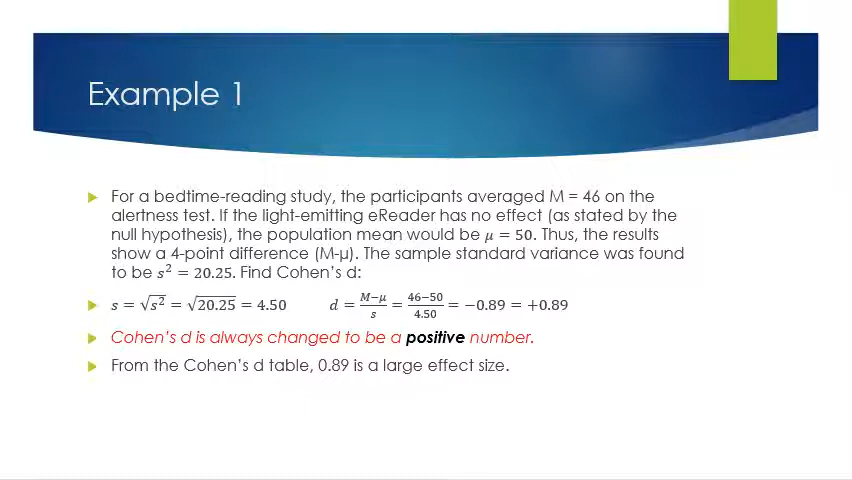 Example 1
For a bedtime-reading study, the participants averaged M = 46 on the
alertness test. If the light-emitting eReader has no effect (as stated by the
null hypothesis), the population mean would be μ = 50. Thus, the results
show a 4-point difference (M-μ). The sample standard variance was found
to be s² = 20.25. Find Cohen's d:
s = √s² = √20.25 = 4.50 d = (M−μ)/s = (46−50)/4.50 = −0.89 = +0.89
Cohen's d is always changed to be a positive number.
From the Cohen's d table, 0.89 is a large effect size.